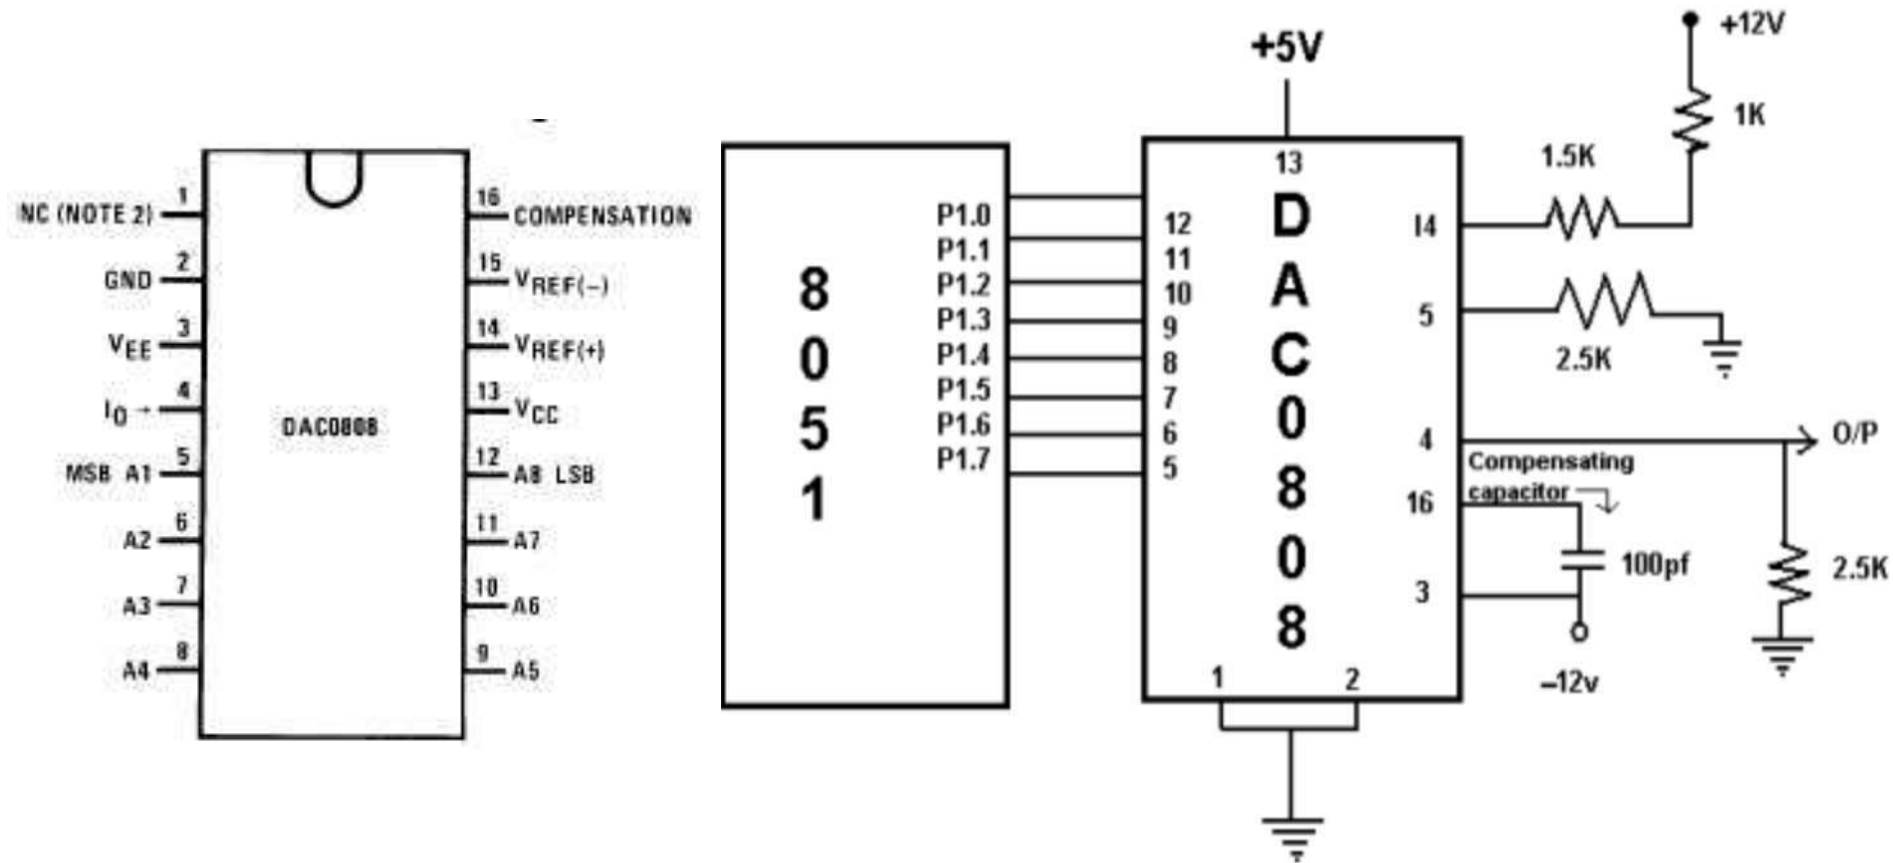 1
NC (NOTE 2)
2
GND
3
VEE
4
IO →
5
MSB A1
6
A2
7
A3
8
A4
DAC0808
16
COMPENSATION
15
VREF(−)
14
VREF(+)
13
VCC
12
A8 LSB
11
A7
10
A6
9
A5
8
0
5
1
P1.0
P1.1
P1.2
P1.3
P1.4
P1.5
P1.6
P1.7
+5V
13
12
11
10
9
8
7
6
5
D
A
C
0
8
0
8
1
2
I4
5
4
16
3
1.5K
+12V
1K
2.5K
O/P
Compensating
capacitor
100pf
2.5K
–12v